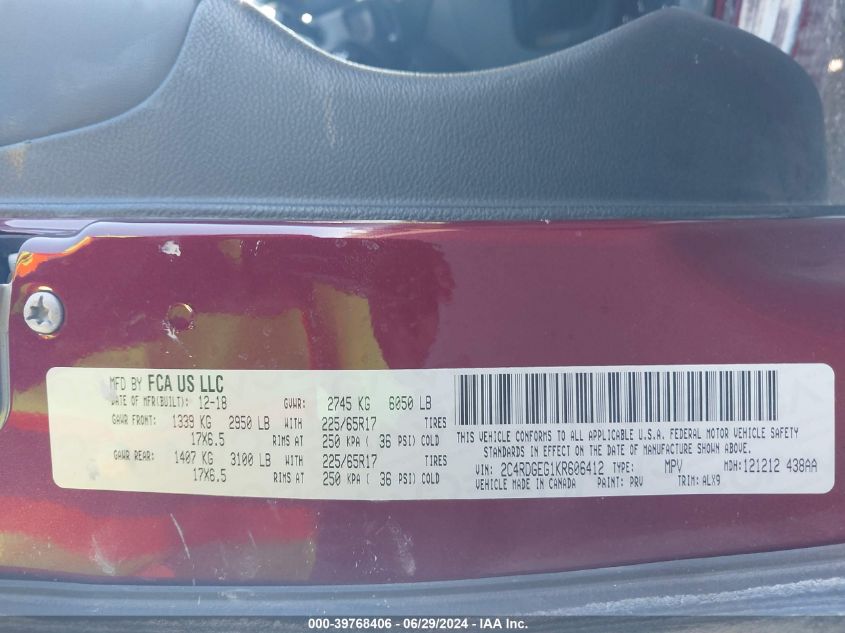 MFD BY FCA US LLC
DATE OF MFR(BUILT): 12-18 GVWR: 2745 KG 6050 LB
GAWR FRONT: 1339 KG 2950 LB WITH 225/65R17 TIRES
17X6.5 RIMS AT 250 KPA ( 36 PSI) COLD
GAWR REAR: 1407 KG 3100 LB WITH 225/65R17 TIRES
17X6.5 RIMS AT 250 KPA ( 36 PSI) COLD
THIS VEHICLE CONFORMS TO ALL APPLICABLE U.S.A. FEDERAL MOTOR VEHICLE SAFETY
STANDARDS IN EFFECT ON THE DATE OF MANUFACTURE SHOWN ABOVE.
VIN: 2C4RDGEG1KR606412 TYPE: MPV MDH: 121212 438AA
VEHICLE MADE IN CANADA PAINT: PRV TRIM: ALX9
000-39768406 - 06/29/2024 - IAA Inc.